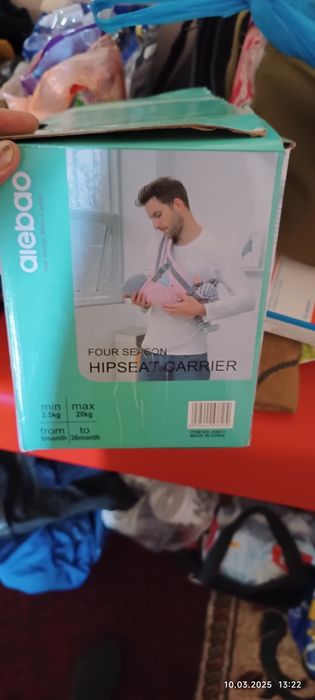 aiebao
FOUR SEASON
HIPSEAT CARRIER
min max
3.5kg 20kg
from to
0month 36month
MADE IN CHINA
10.03.2025 13:22